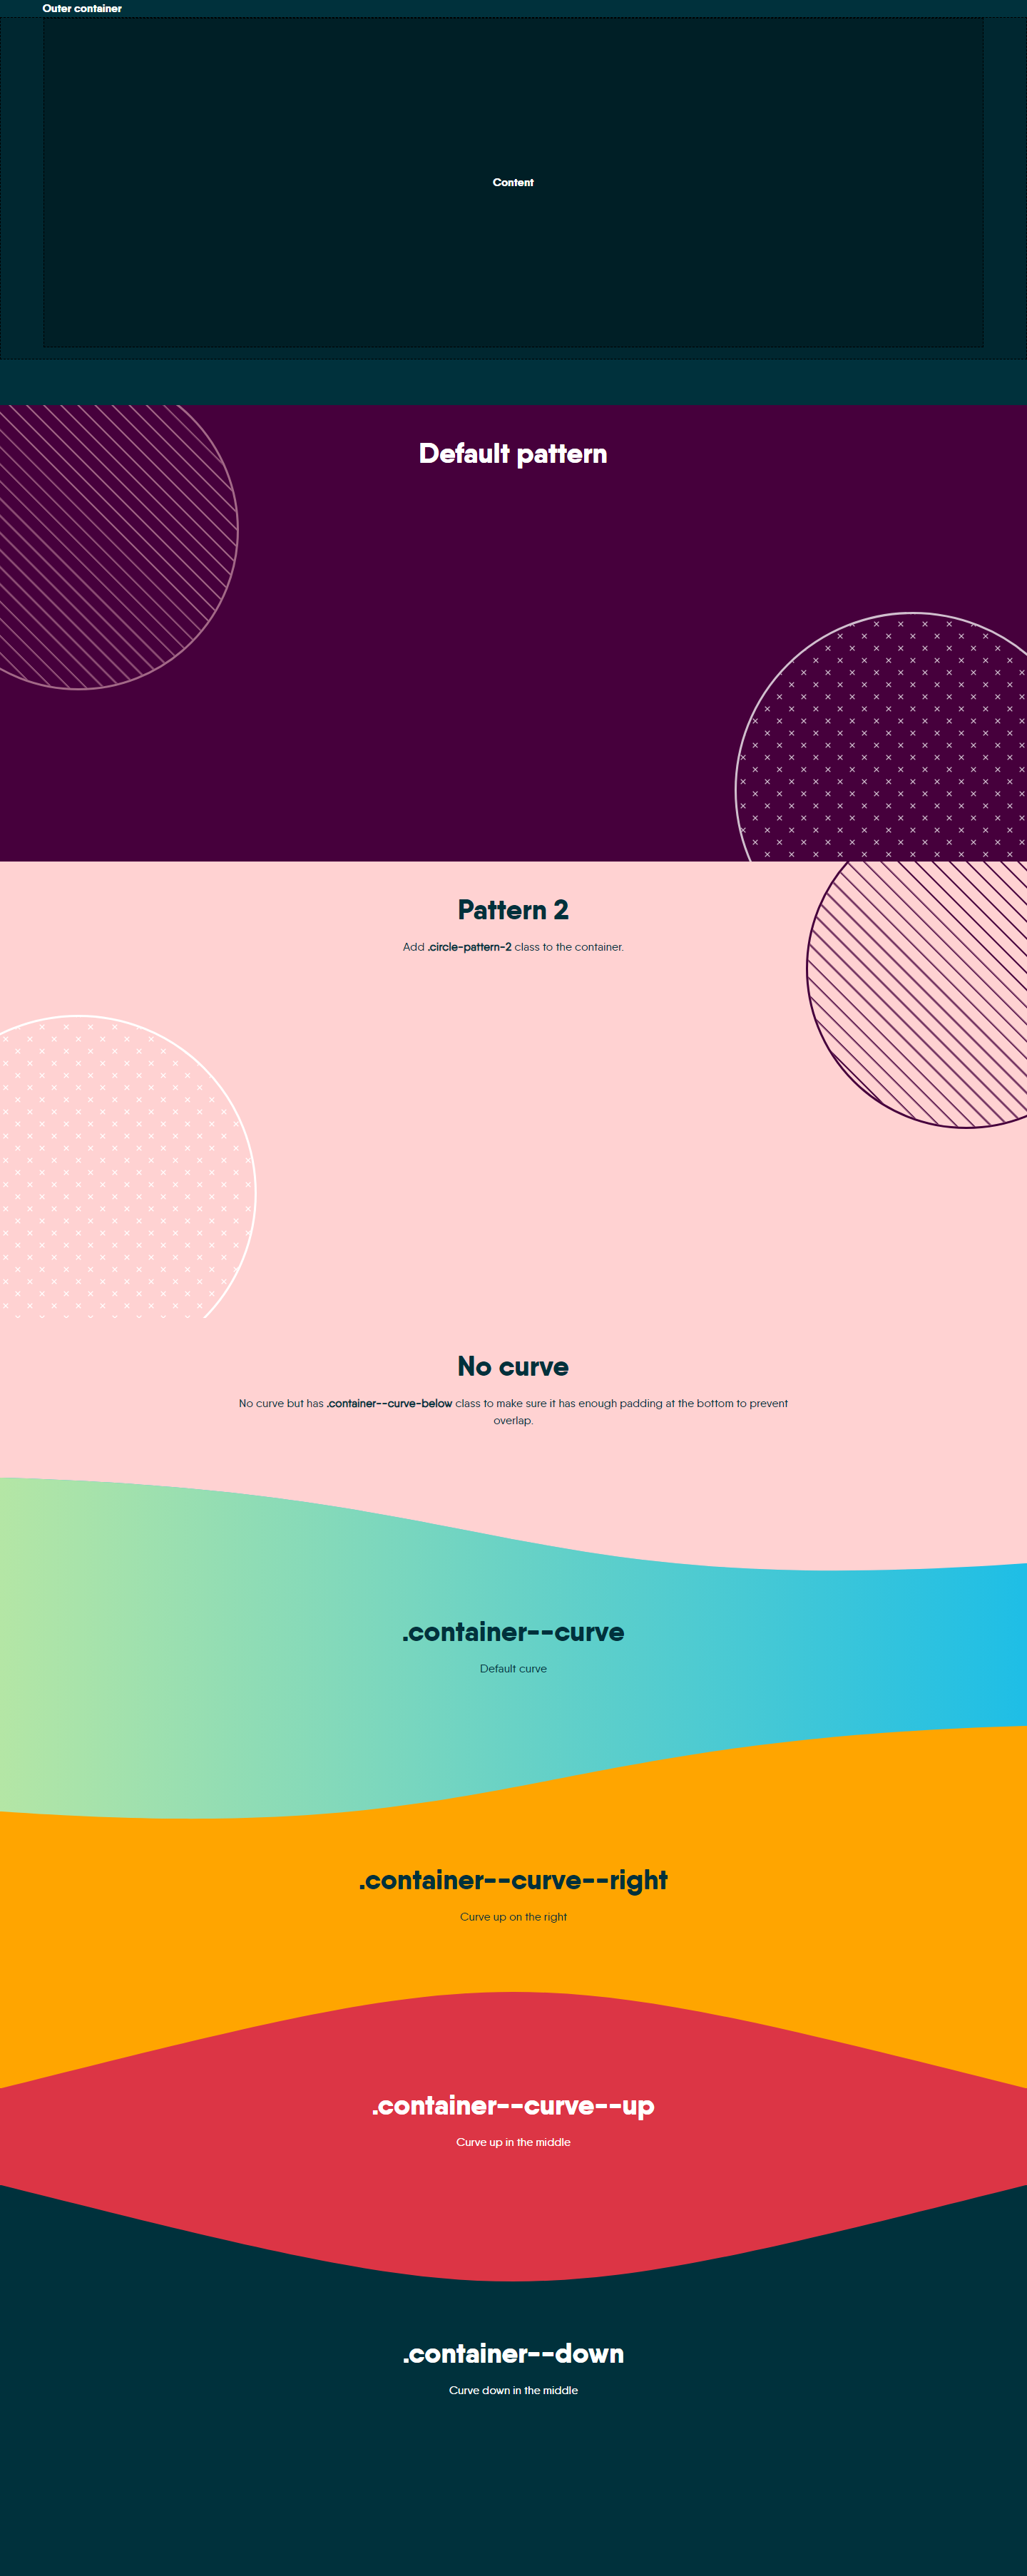 Outer container
Content
Default pattern
Pattern 2
Add .circle-pattern-2 class to the container.
No curve
No curve but has .container--curve-below class to make sure it has enough padding at the bottom to prevent
overlap.
.container--curve
Default curve
.container--curve--right
Curve up on the right
.container--curve--up
Curve up in the middle
.container--down
Curve down in the middle